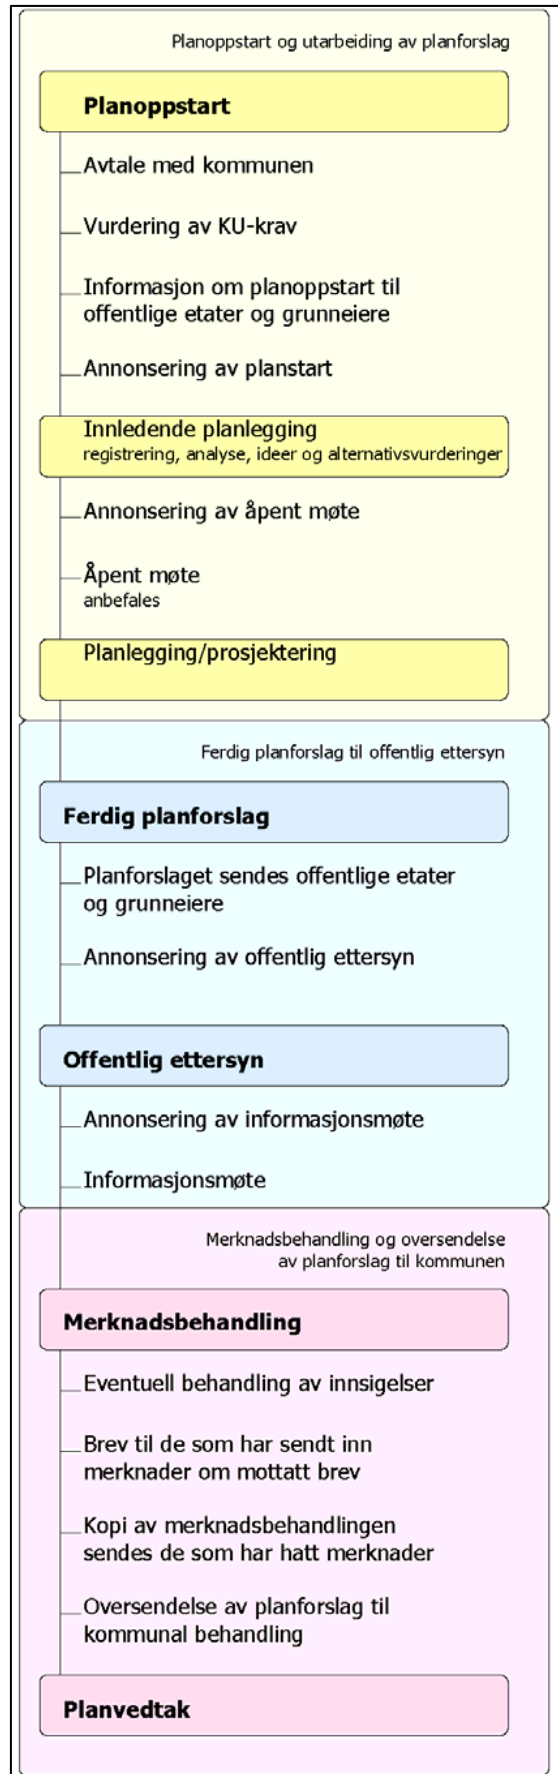 Planoppstart og utarbeiding av planforslag
Planoppstart
Avtale med kommunen
Vurdering av KU-krav
Informasjon om planoppstart til
offentlige etater og grunneiere
Annonsering av planstart
Innledende planlegging
registrering, analyse, ideer og alternativsvurderinger
Annonsering av åpent møte
Åpent møte
anbefales
Planlegging/prosjektering
Ferdig planforslag til offentlig ettersyn
Ferdig planforslag
Planforslaget sendes offentlige etater
og grunneiere
Annonsering av offentlig ettersyn
Offentlig ettersyn
Annonsering av informasjonsmøte
Informasjonsmøte
Merknadsbehandling og oversendelse
av planforslag til kommunen
Merknadsbehandling
Eventuell behandling av innsigelser
Brev til de som har sendt inn
merknader om mottatt brev
Kopi av merknadsbehandlingen
sendes de som har hatt merknader
Oversendelse av planforslag til
kommunal behandling
Planvedtak